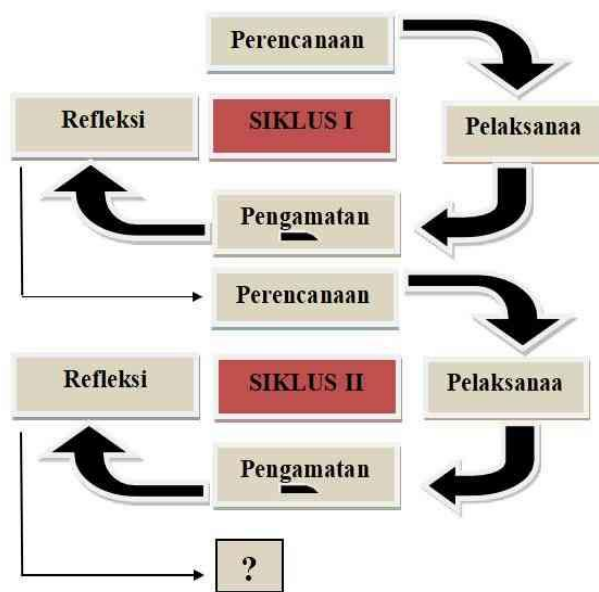 Perencanaan
Refleksi
SIKLUS I
Pelaksanaa
Pengamatan
Perencanaan
Refleksi
SIKLUS II
Pelaksanaa
Pengamatan
?